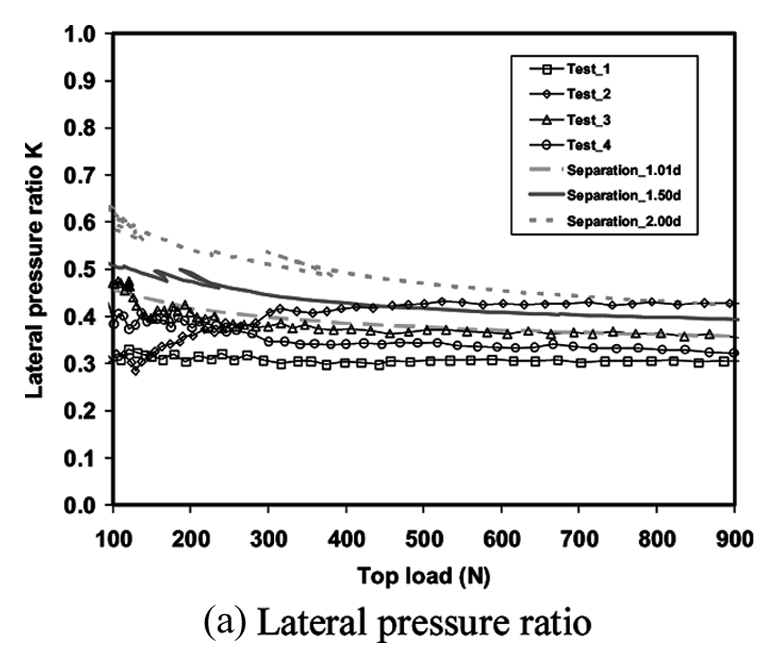 1.0
0.9
0.8
0.7
0.6
0.5
0.4
0.3
0.2
0.1
0.0
Lateral pressure ratio K
Test_1
Test_2
Test_3
Test_4
Separation_1.01d
Separation_1.50d
Separation_2.00d
100 200 300 400 500 600 700 800 900
Top load (N)
(a) Lateral pressure ratio